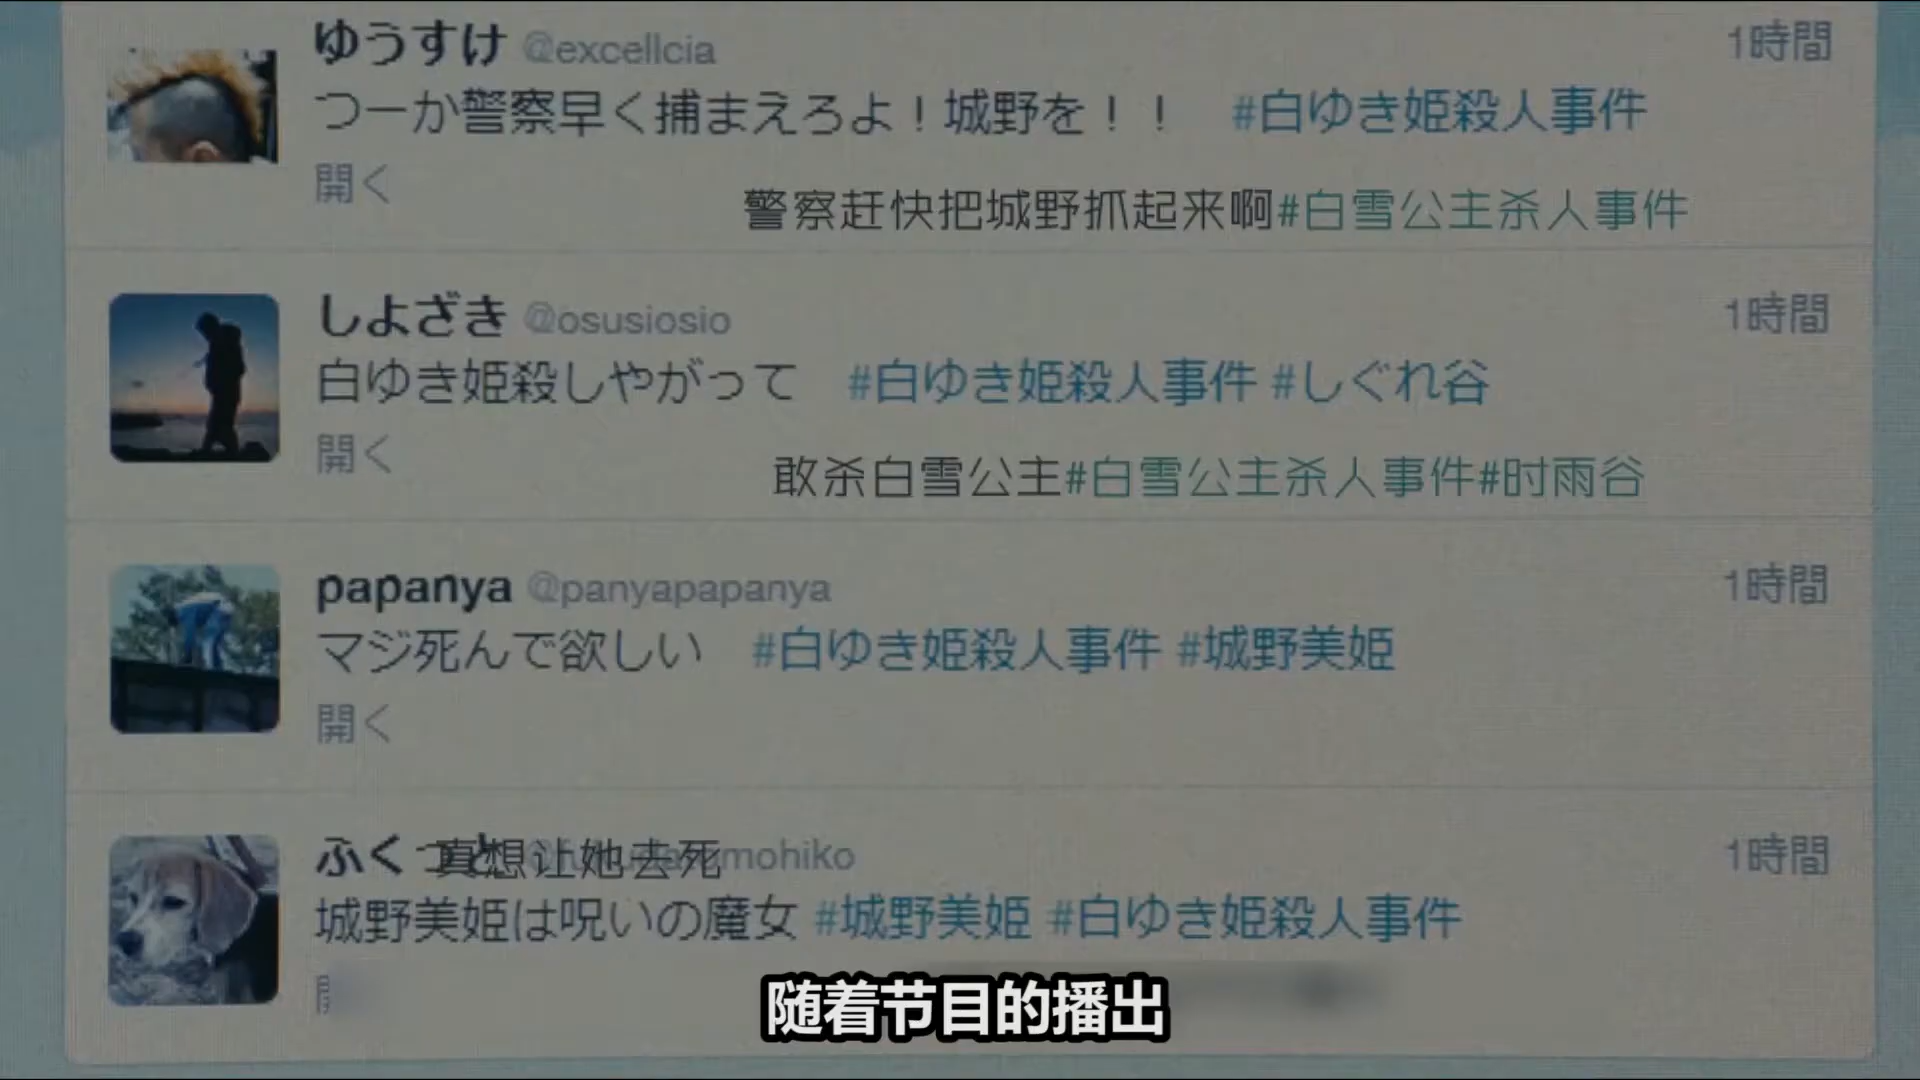 ゆうすけ @excellcia 1時間
つーか警察早く捕まえろよ！城野を！！ #白ゆき姫殺人事件
開く
警察赶快把城野抓起来啊#白雪公主杀人事件
しよざき @osusiosio 1時間
白ゆき姫殺しやがって #白ゆき姫殺人事件 #しぐれ谷
開く
敢杀白雪公主#白雪公主杀人事件#时雨谷
papanya @panyapapanya 1時間
マジ死んで欲しい #白ゆき姫殺人事件 #城野美姫
開く
ふくっと 1時間
真想让她去死
城野美姫は呪いの魔女 #城野美姫 #白ゆき姫殺人事件
随着节目的播出